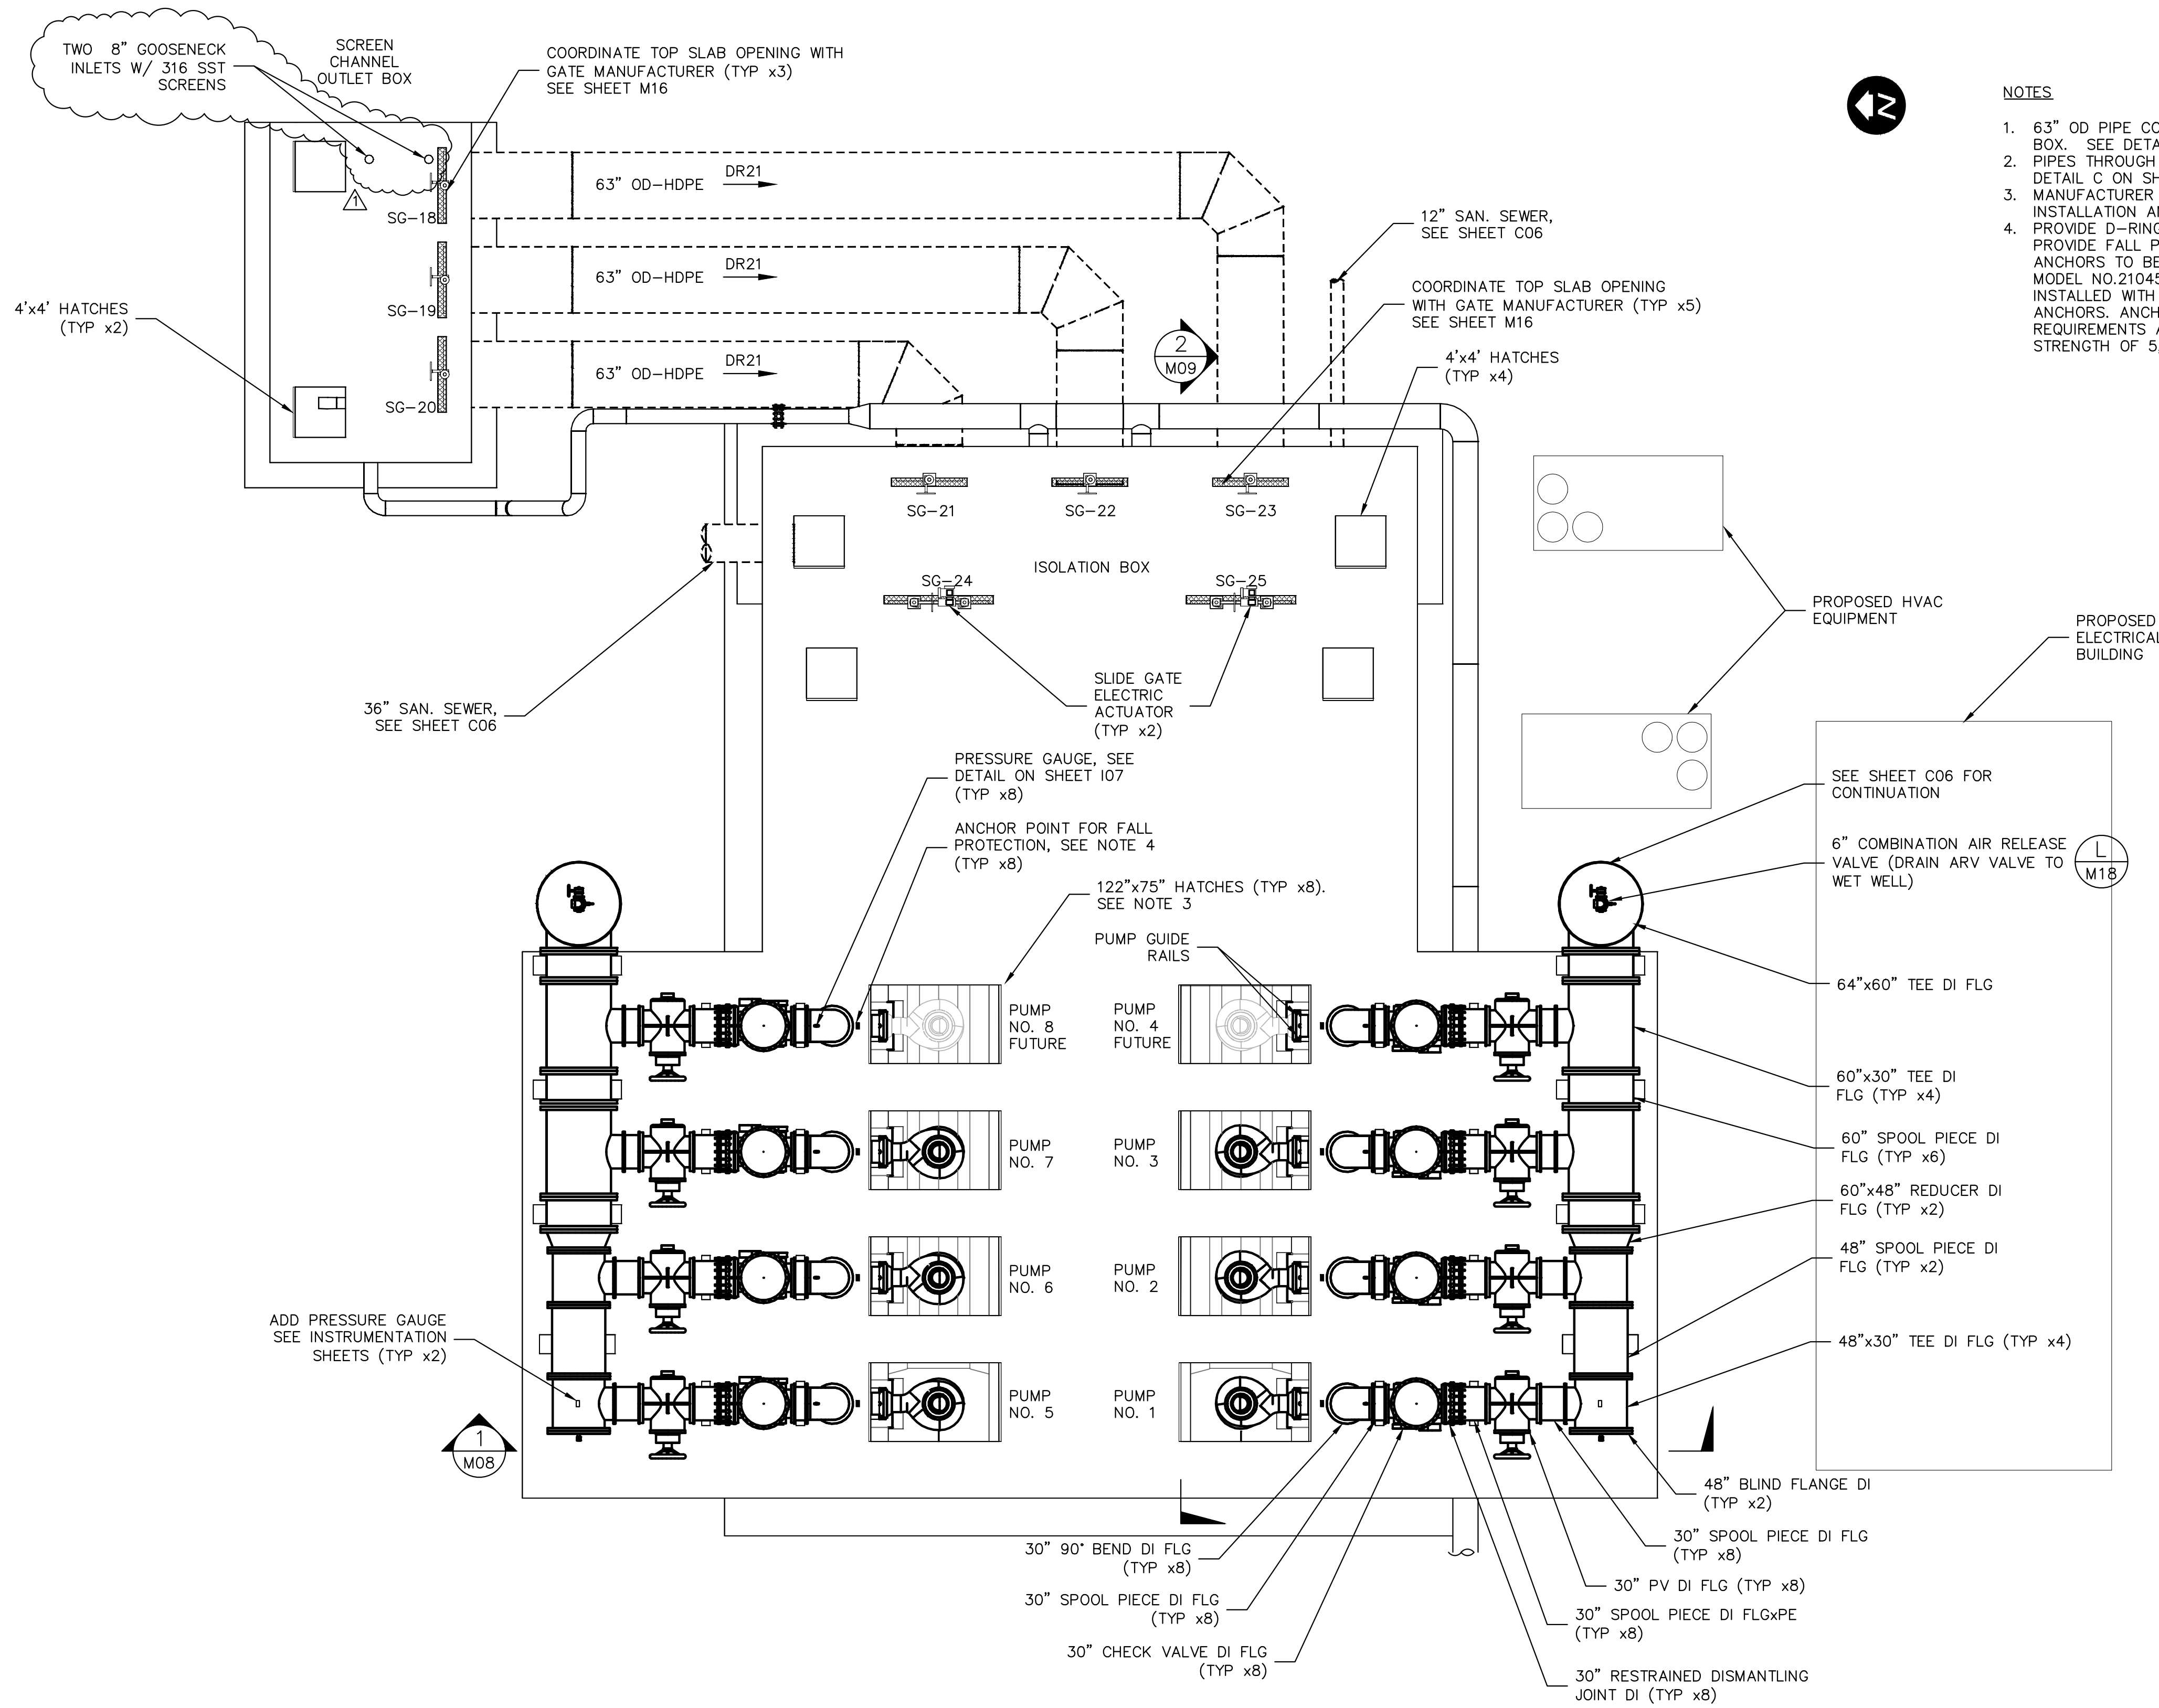 TWO 8" GOOSENECK
INLETS W/ 316 SST
SCREENS
SCREEN
CHANNEL
OUTLET BOX
COORDINATE TOP SLAB OPENING WITH
GATE MANUFACTURER (TYP x3)
SEE SHEET M16
N
NOTES
1. 63" OD PIPE CO
BOX. SEE DETA
2. PIPES THROUGH
DETAIL C ON SH
3. MANUFACTURER
INSTALLATION A
4. PROVIDE D-RING
PROVIDE FALL P
ANCHORS TO BE
MODEL NO.21045
INSTALLED WITH
ANCHORS. ANCH
REQUIREMENTS A
STRENGTH OF 5,
63" OD-HDPE
DR21
1
SG-18
63" OD-HDPE
DR21
SG-19
63" OD-HDPE
DR21
SG-20
4'x4' HATCHES
(TYP x2)
12" SAN. SEWER,
SEE SHEET C06
COORDINATE TOP SLAB OPENING
WITH GATE MANUFACTURER (TYP x5)
SEE SHEET M16
2
M09
4'x4' HATCHES
(TYP x4)
SG-21
SG-22
SG-23
ISOLATION BOX
SG-24
SG-25
PROPOSED HVAC
EQUIPMENT
PROPOSED
ELECTRICAL
BUILDING
36" SAN. SEWER,
SEE SHEET C06
SLIDE GATE
ELECTRIC
ACTUATOR
(TYP x2)
PRESSURE GAUGE, SEE
DETAIL ON SHEET I07
(TYP x8)
ANCHOR POINT FOR FALL
PROTECTION, SEE NOTE 4
(TYP x8)
122"x75" HATCHES (TYP x8).
SEE NOTE 3
PUMP GUIDE
RAILS
SEE SHEET C06 FOR
CONTINUATION
6" COMBINATION AIR RELEASE
VALVE (DRAIN ARV VALVE TO
WET WELL)
L
M18
64"x60" TEE DI FLG
PUMP
NO. 8
FUTURE
PUMP
NO. 4
FUTURE
60"x30" TEE DI
FLG (TYP x4)
PUMP
NO. 7
PUMP
NO. 3
60" SPOOL PIECE DI
FLG (TYP x6)
60"x48" REDUCER DI
FLG (TYP x2)
PUMP
NO. 6
PUMP
NO. 2
48" SPOOL PIECE DI
FLG (TYP x2)
ADD PRESSURE GAUGE
SEE INSTRUMENTATION
SHEETS (TYP x2)
48"x30" TEE DI FLG (TYP x4)
PUMP
NO. 5
PUMP
NO. 1
1
M08
48" BLIND FLANGE DI
(TYP x2)
30" SPOOL PIECE DI FLG
(TYP x8)
30" 90° BEND DI FLG
(TYP x8)
30" PV DI FLG (TYP x8)
30" SPOOL PIECE DI FLG
(TYP x8)
30" SPOOL PIECE DI FLGxPE
(TYP x8)
30" CHECK VALVE DI FLG
(TYP x8)
30" RESTRAINED DISMANTLING
JOINT DI (TYP x8)